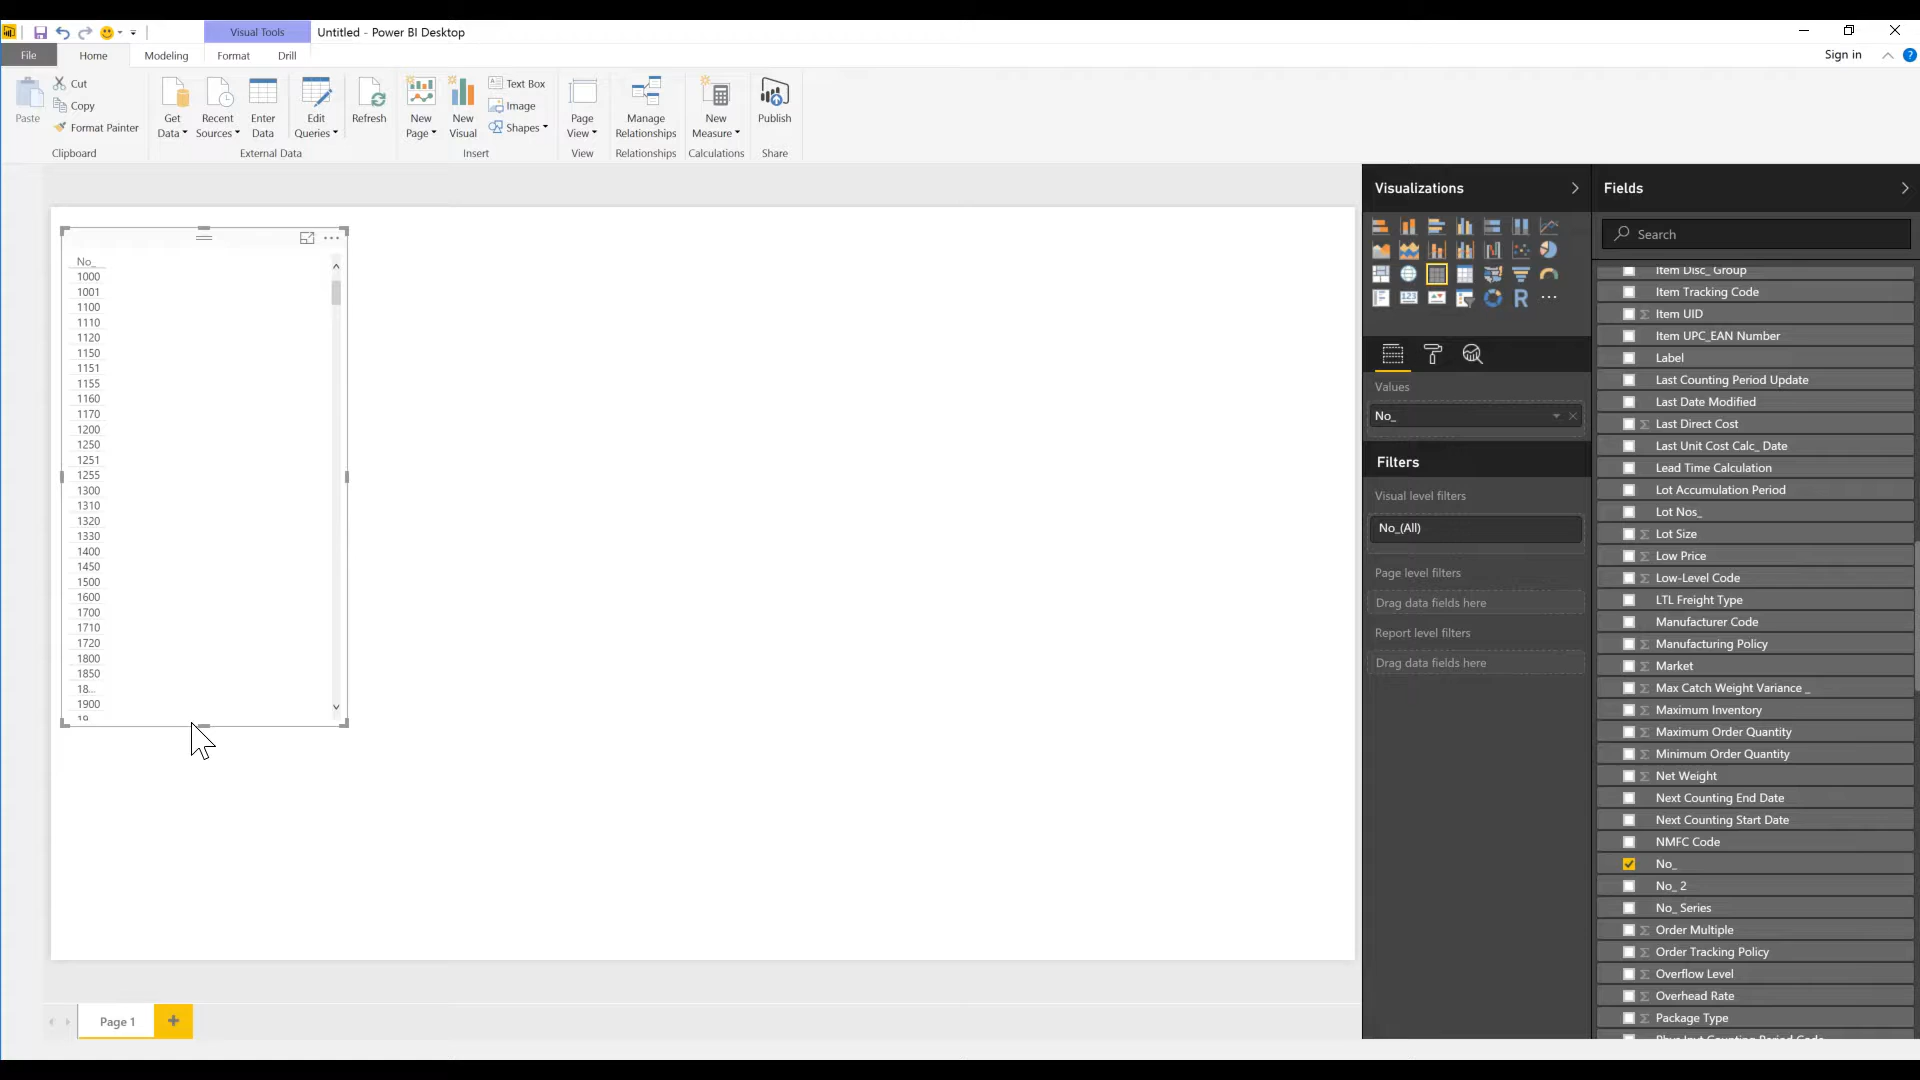 Visual Tools
Untitled - Power BI Desktop
File
Home
Modeling
Format
Drill
Sign in
?
Paste
Cut
Copy
Format Painter
Clipboard
Get Data
Recent Sources
Enter Data
Edit Queries
Refresh
External Data
New Page
New Visual
Text Box
Image
Shapes
Insert
Page View
View
Manage Relationships
Relationships
New Measure
Calculations
Publish
Share
No_
1000
1001
1100
1110
1120
1150
1151
1155
1160
1170
1200
1250
1251
1255
1300
1310
1320
1330
1400
1450
1500
1600
1700
1710
1720
1800
1850
18...
1900
19
Page 1
+
Visualizations
123
R
Values
No_
Filters
Visual level filters
No_(All)
Page level filters
Drag data fields here
Report level filters
Drag data fields here
Fields
Search
Item Disc_ Group
Item Tracking Code
Σ Item UID
Item UPC_EAN Number
Label
Last Counting Period Update
Last Date Modified
Σ Last Direct Cost
Last Unit Cost Calc_ Date
Lead Time Calculation
Lot Accumulation Period
Lot Nos_
Σ Lot Size
Σ Low Price
Σ Low-Level Code
LTL Freight Type
Manufacturer Code
Σ Manufacturing Policy
Σ Market
Σ Max Catch Weight Variance _
Σ Maximum Inventory
Σ Maximum Order Quantity
Σ Minimum Order Quantity
Σ Net Weight
Next Counting End Date
Next Counting Start Date
NMFC Code
No_
No_ 2
No_ Series
Σ Order Multiple
Σ Order Tracking Policy
Σ Overflow Level
Σ Overhead Rate
Σ Package Type
Phys Invt Counting Period Code